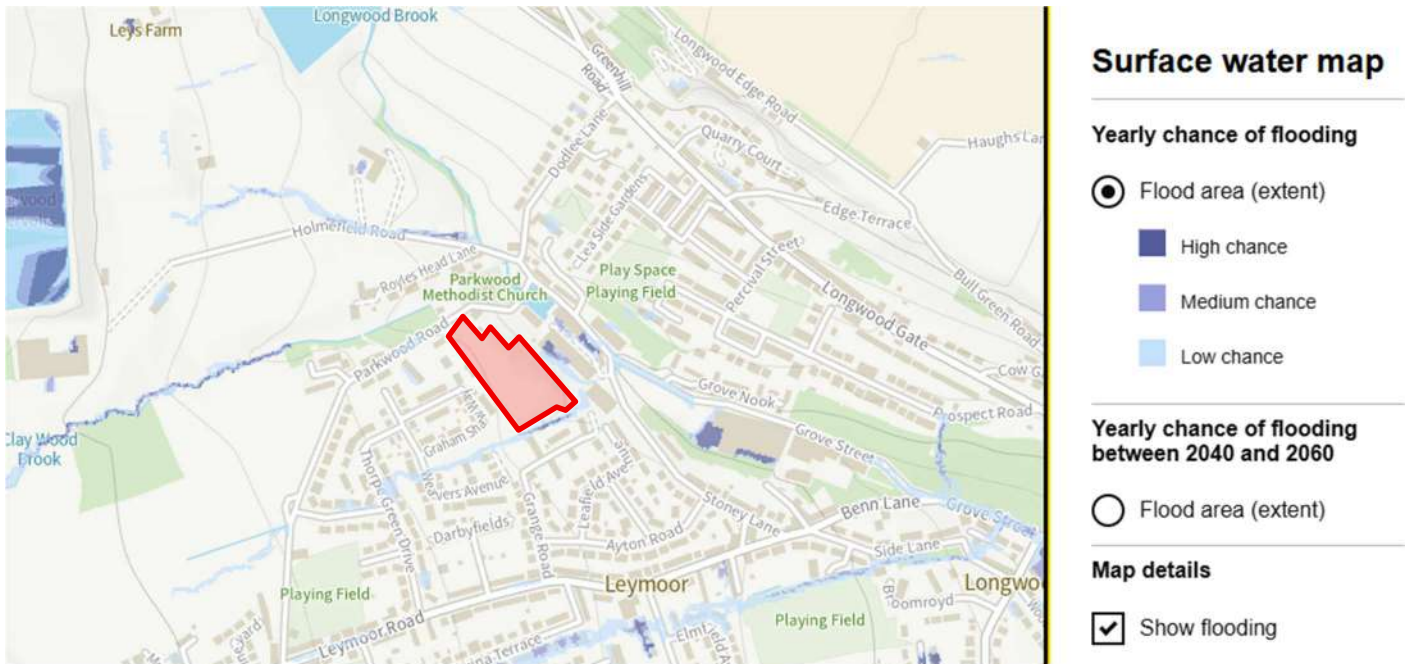 Longwood Brook
Leys Farm
Greenhill
Road
Longwood Edge Road
Haughs Lan
Quarry Court
Dodlee Lane
Edge Terrace
Lea Side Gardens
Holmefield Road
Royles Head Lane
Parkwood
Methodist Church
Play Space
Playing Field
Percival Street
Bull Green Road
Longwood Gate
Parkwood Road
Cow G
Grove Nook
Prospect Road
Clay Wood
Brook
Graham Sha
Grove Street
Thorpe Green Drive
Weavers Avenue
Grange Road
Leafield Ave
Stoney Lane
Benn Lane
Grove Street
Darbyfields
Ayton Road
Side Lane
Leymoor
Longwo
Playing Field
Broomroyd
Playing Field
Leymoor Road
Surface water map
Yearly chance of flooding
Flood area (extent)
High chance
Medium chance
Low chance
Yearly chance of flooding
between 2040 and 2060
Flood area (extent)
Map details
Show flooding